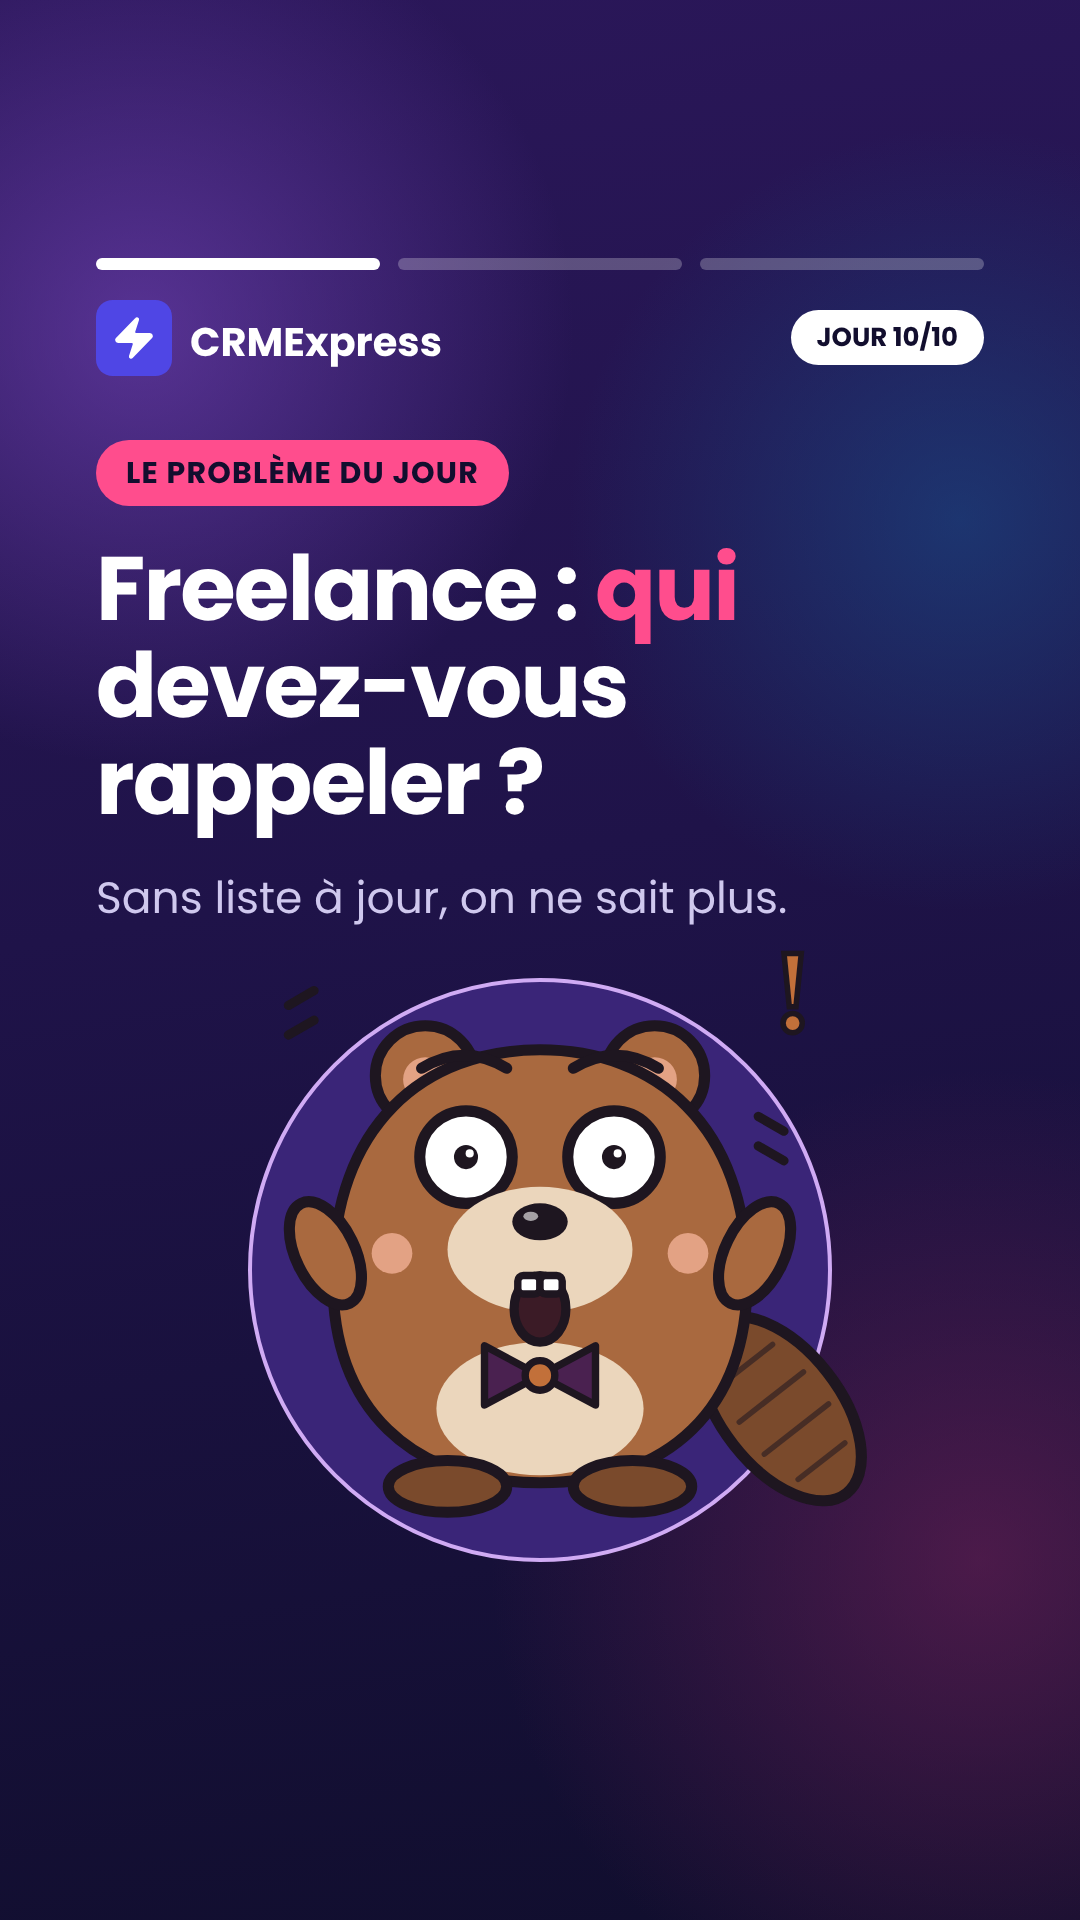 CRMExpress
JOUR 10/10
LE PROBLÈME DU JOUR
Freelance : qui
devez-vous
rappeler ?
Sans liste à jour, on ne sait plus.
!